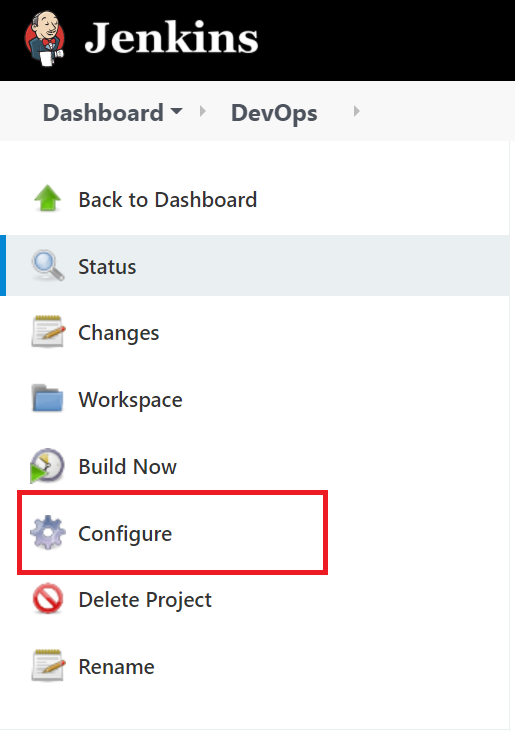 Jenkins
Dashboard DevOps
Back to Dashboard
Status
Changes
Workspace
Build Now
Configure
Delete Project
Rename